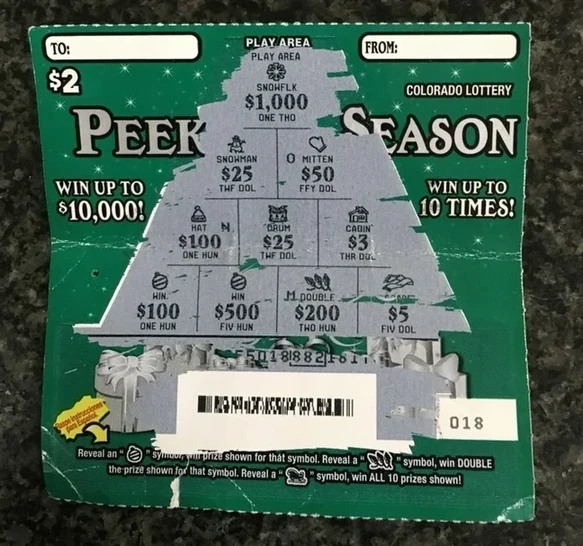 TO:
PLAY AREA
FROM:
$2
PLAY AREA
SNOWFLK
$1,000
ONE THO
COLORADO LOTTERY
PEEK SEASON
SNOWMAN
$25
TWF DOL
O MITTEN
$50
FFY DOL
WIN UP TO
$10,000!
WIN UP TO
10 TIMES!
HAT N
$100
ONE HUN
DRUM
$25
TWF DOL
CABIN
$3
THR DOL
WIN
$100
ONE HUN
WIN
$500
FIV HUN
M DOUBLE
$200
TWO HUN
$5
FIV DOL
018
Reveal an " " symbol, win prize shown for that symbol. Reveal a " " symbol, win DOUBLE
the prize shown for that symbol. Reveal a " " symbol, win ALL 10 prizes shown!